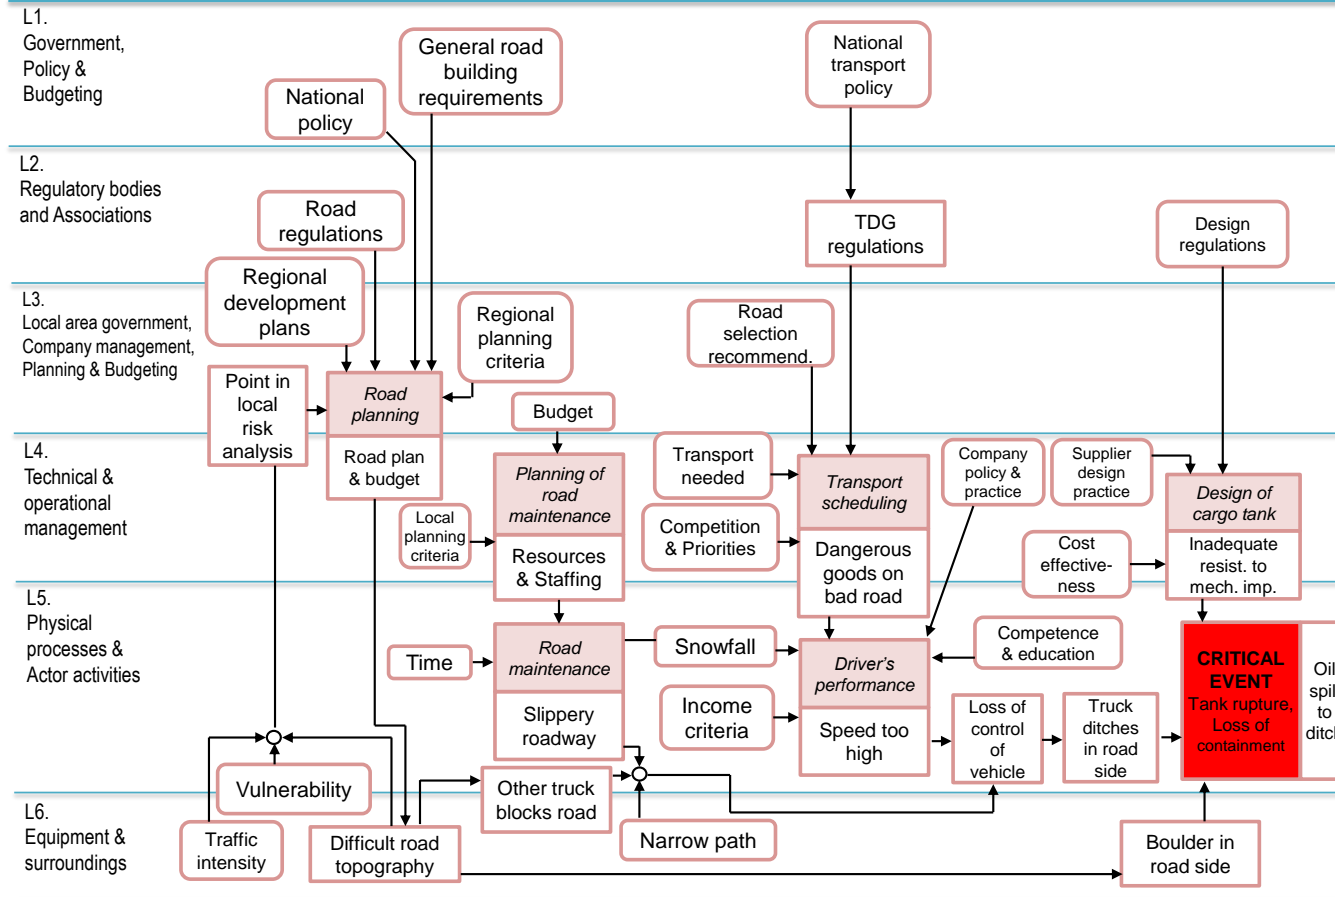 L1.
Government,
Policy &
Budgeting
National
policy
General road
building
requirements
National
transport
policy
L2.
Regulatory bodies
and Associations
Road
regulations
TDG
regulations
Design
regulations
L3.
Local area government,
Company management,
Planning & Budgeting
Regional
development
plans
Regional
planning
criteria
Road
selection
recommend.
Point in
local
risk
analysis
Road
planning
Road plan
& budget
Budget
L4.
Technical &
operational
management
Planning of
road
maintenance
Resources
& Staffing
Local
planning
criteria
Transport
needed
Competition
& Priorities
Transport
scheduling
Dangerous
goods on
bad road
Company
policy &
practice
Supplier
design
practice
Design of
cargo tank
Inadequate
resist. to
mech. imp.
Cost
effective-
ness
L5.
Physical
processes &
Actor activities
Time
Road
maintenance
Slippery
roadway
Snowfall
Income
criteria
Driver's
performance
Speed too
high
Competence
& education
Loss of
control
of
vehicle
Truck
ditches
in road
side
CRITICAL
EVENT
Tank rupture,
Loss of
containment
Oil
spil
to
ditch
Vulnerability
Other truck
blocks road
L6.
Equipment &
surroundings
Traffic
intensity
Difficult road
topography
Narrow path
Boulder in
road side